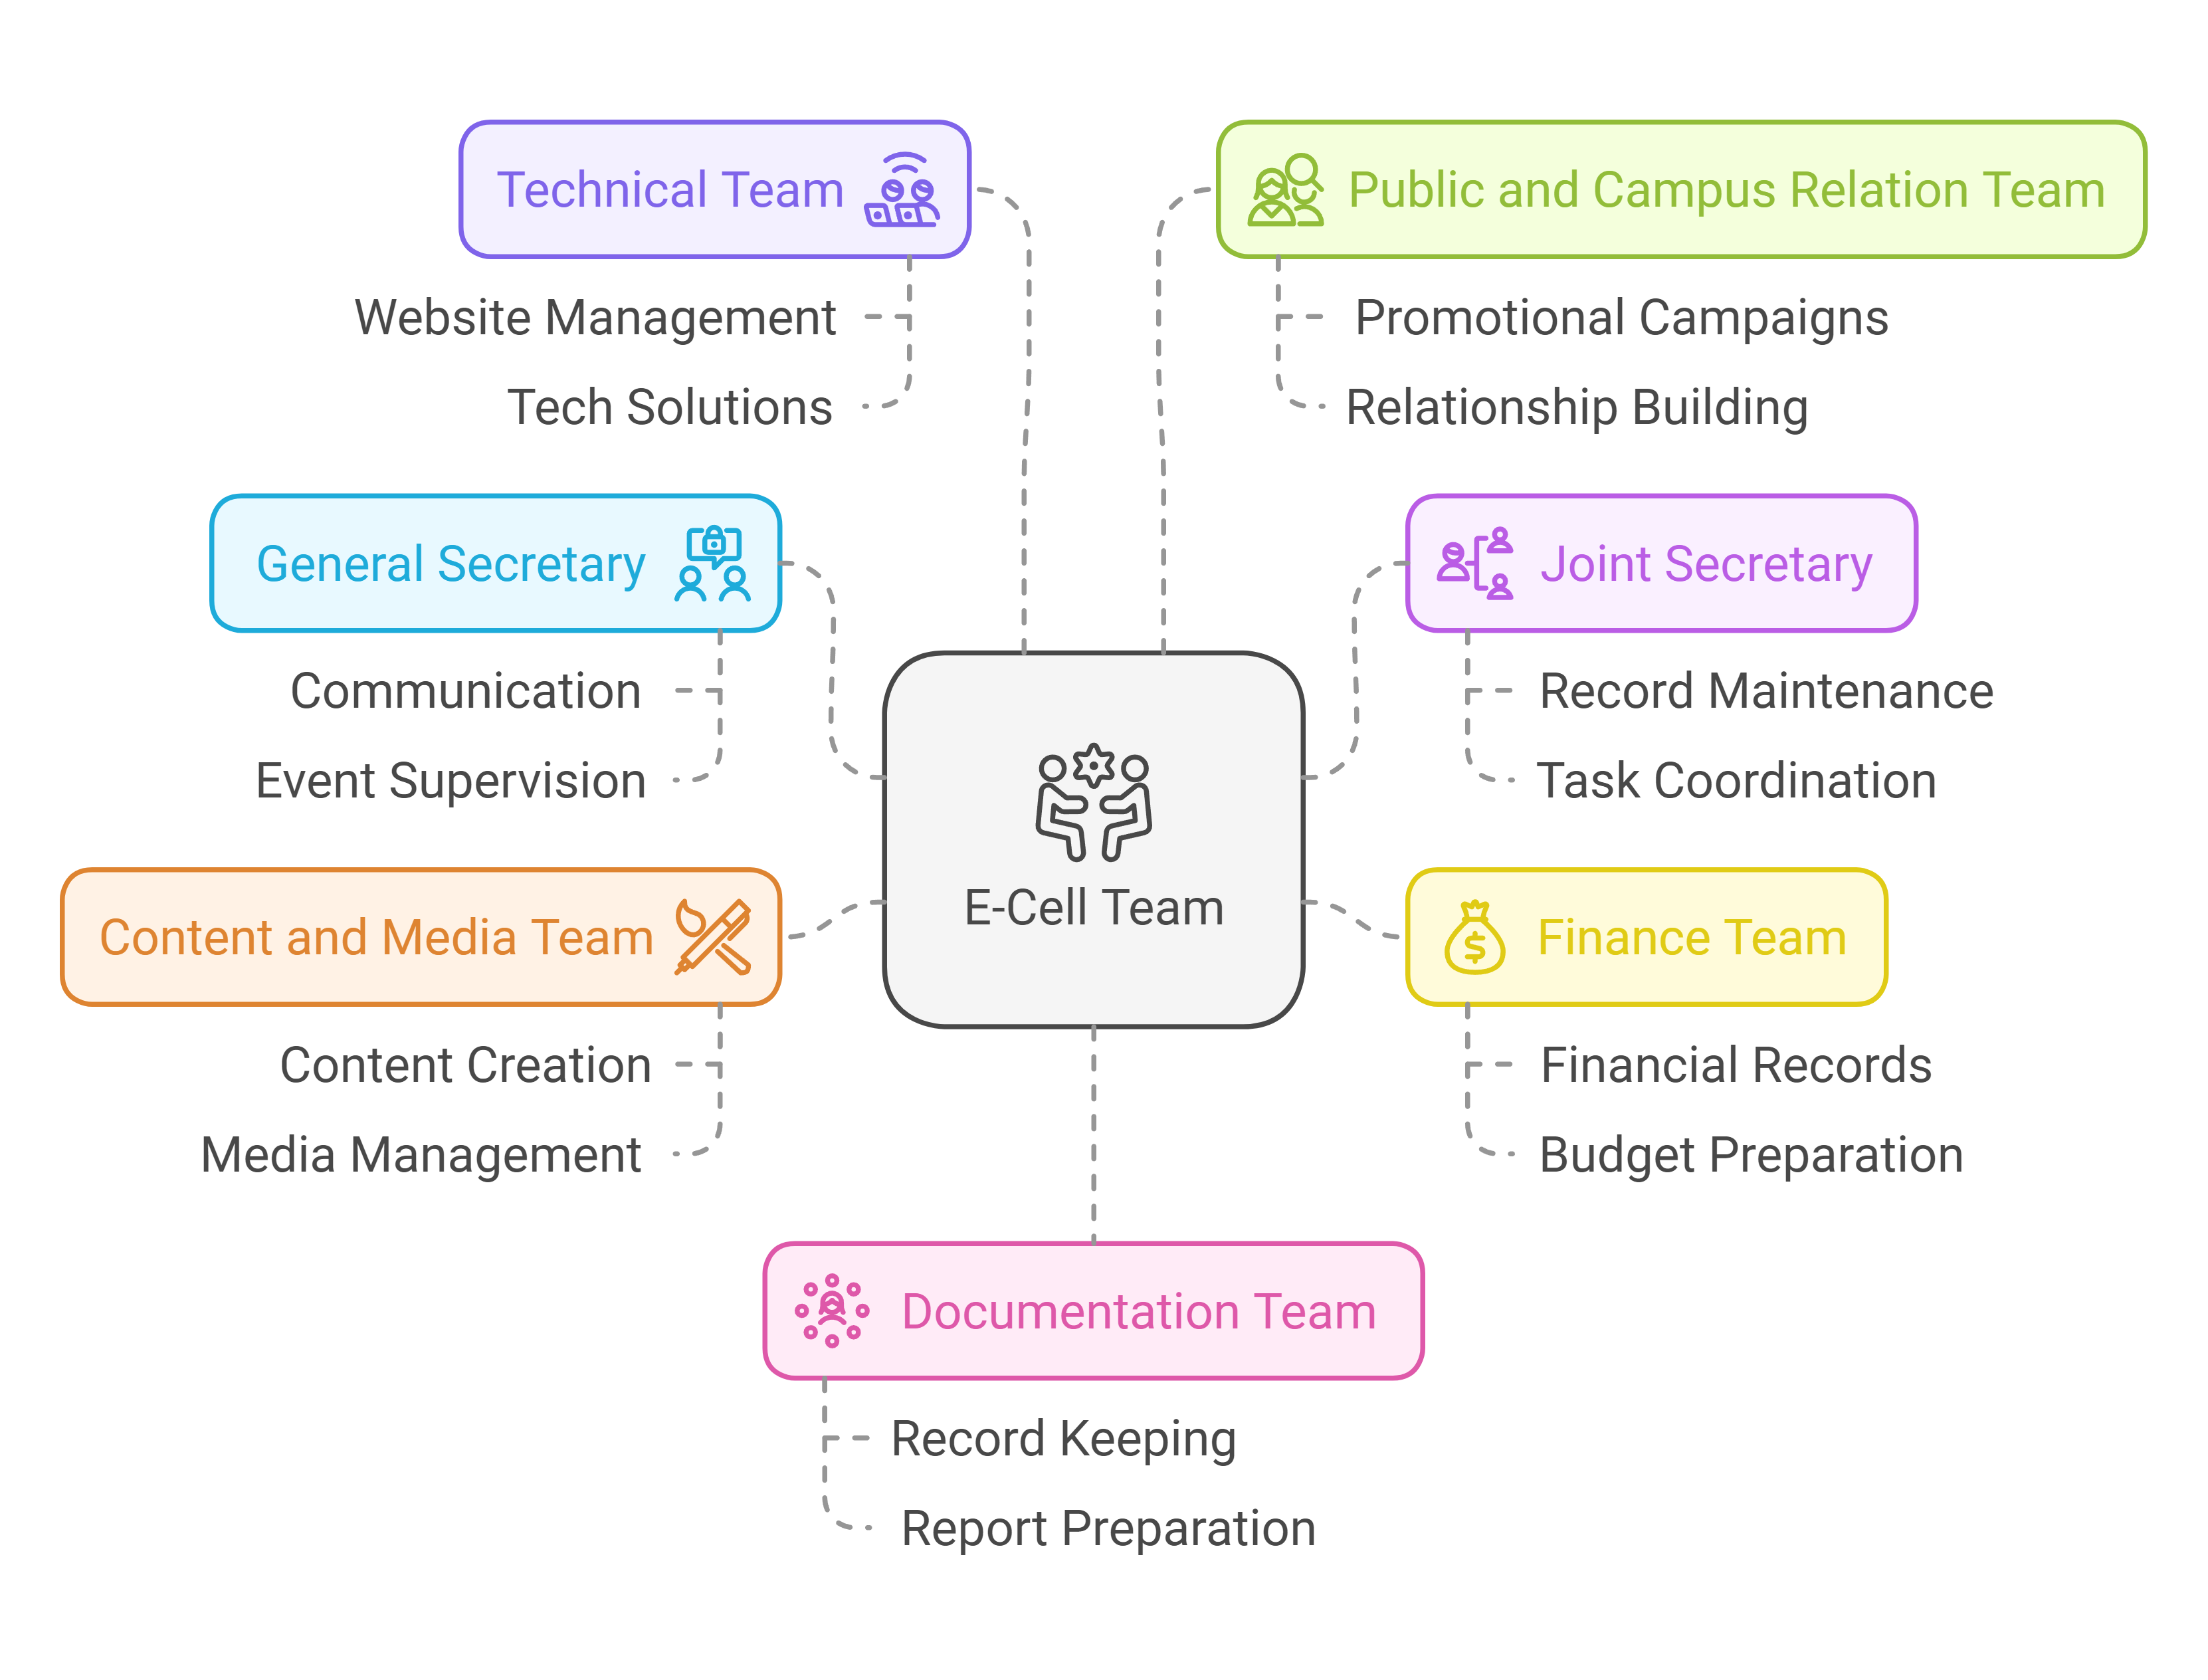 Technical Team
Website Management
Tech Solutions
Public and Campus Relation Team
Promotional Campaigns
Relationship Building
General Secretary
Communication
Event Supervision
Joint Secretary
Record Maintenance
Task Coordination
E-Cell Team
Content and Media Team
Content Creation
Media Management
Finance Team
Financial Records
Budget Preparation
Documentation Team
Record Keeping
Report Preparation